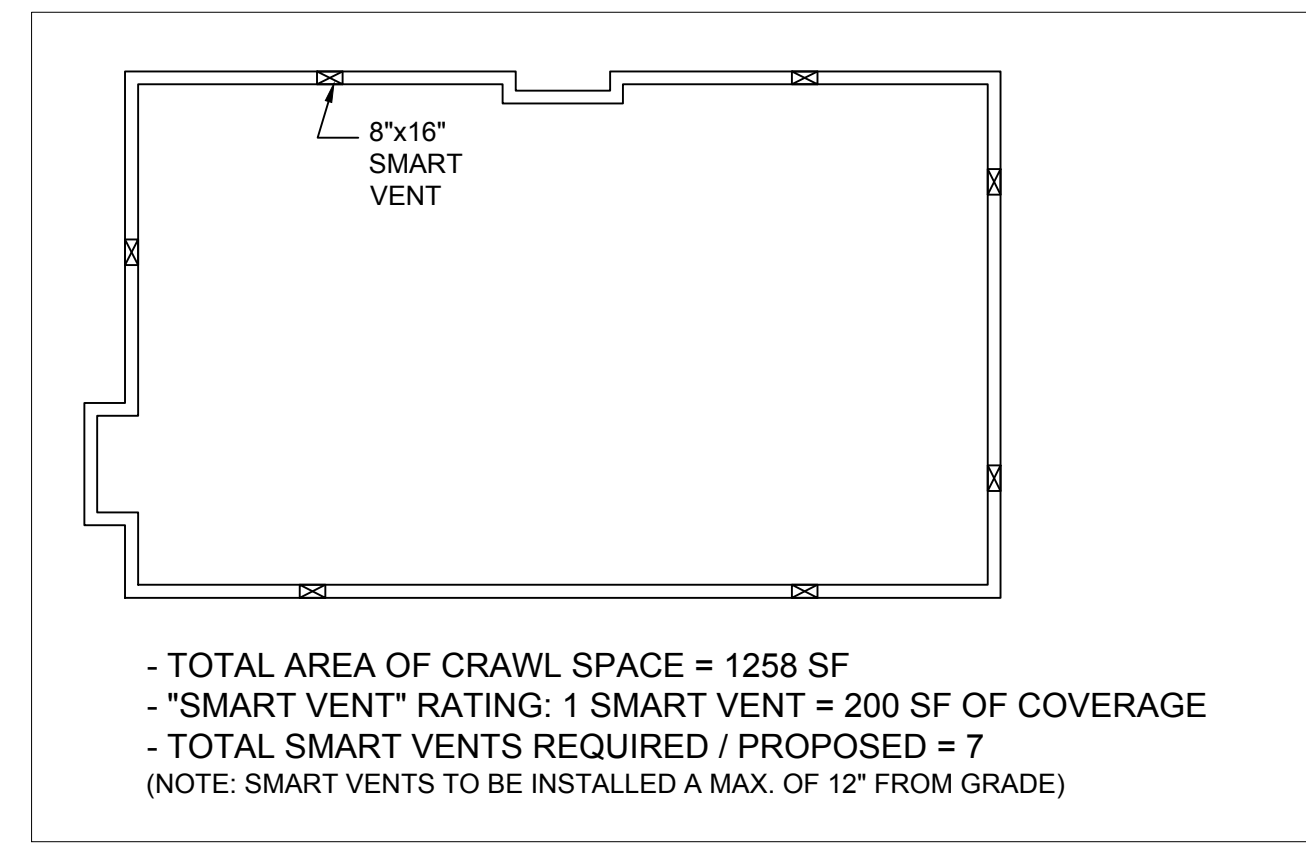 8"x16"
SMART
VENT
- TOTAL AREA OF CRAWL SPACE = 1258 SF
- "SMART VENT" RATING: 1 SMART VENT = 200 SF OF COVERAGE
- TOTAL SMART VENTS REQUIRED / PROPOSED = 7
(NOTE: SMART VENTS TO BE INSTALLED A MAX. OF 12" FROM GRADE)